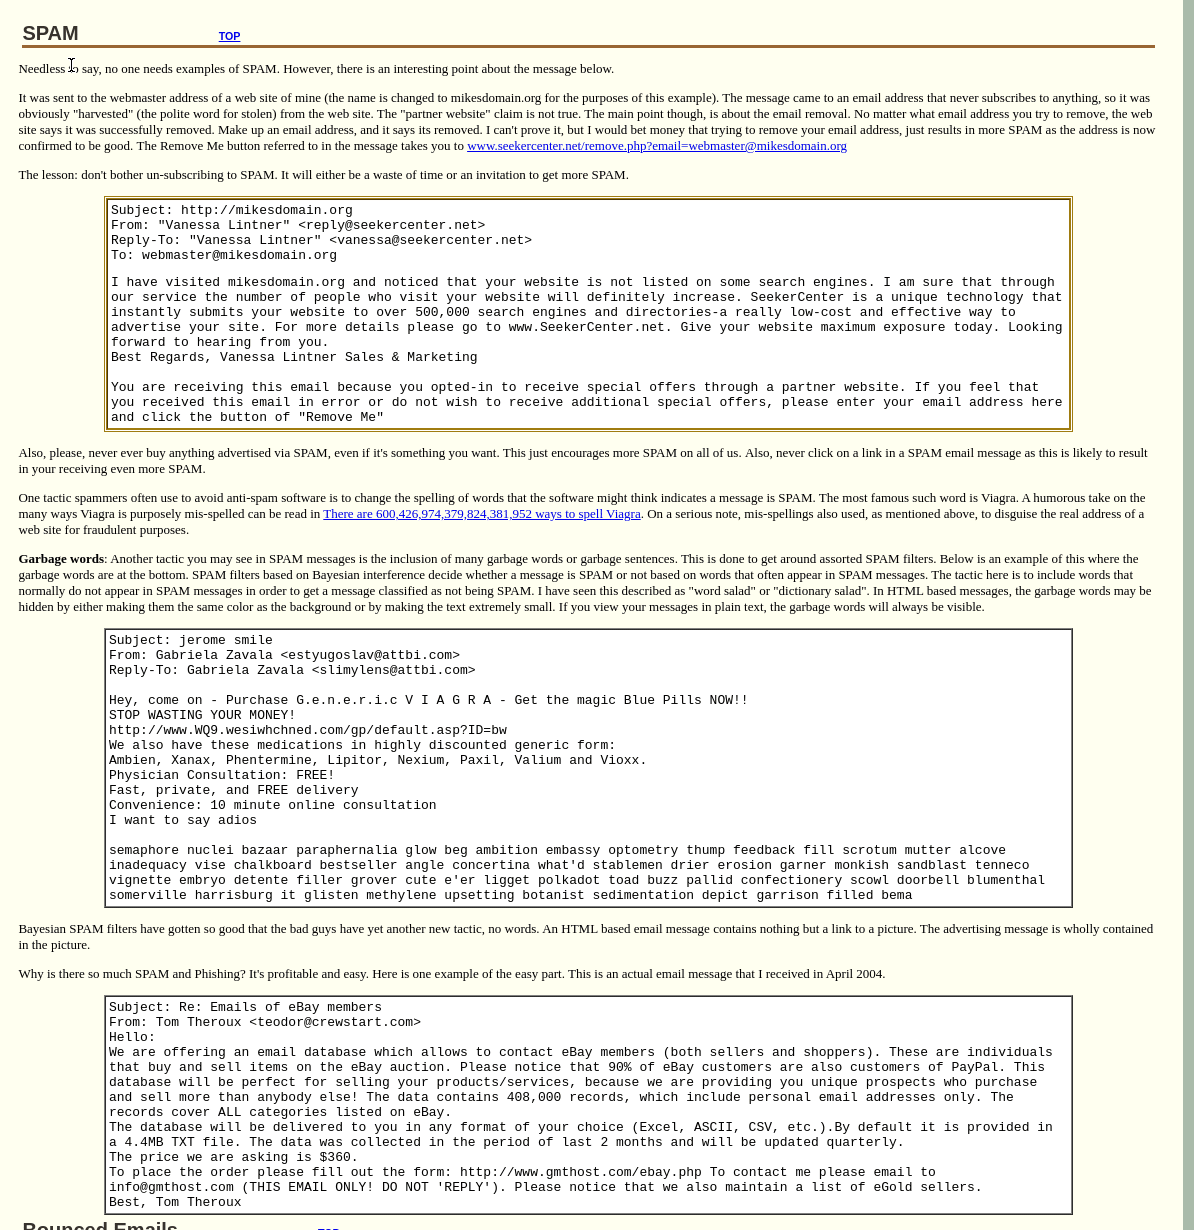 SPAM TOP
Needless to say, no one needs examples of SPAM. However, there is an interesting point about the message below.
It was sent to the webmaster address of a web site of mine (the name is changed to mikesdomain.org for the purposes of this example). The message came to an email address that never subscribes to anything, so it was
obviously "harvested" (the polite word for stolen) from the web site. The "partner website" claim is not true. The main point though, is about the email removal. No matter what email address you try to remove, the web
site says it was successfully removed. Make up an email address, and it says its removed. I can't prove it, but I would bet money that trying to remove your email address, just results in more SPAM as the address is now
confirmed to be good. The Remove Me button referred to in the message takes you to www.seekercenter.net/remove.php?email=webmaster@mikesdomain.org
The lesson: don't bother un-subscribing to SPAM. It will either be a waste of time or an invitation to get more SPAM.
Subject: http://mikesdomain.org
From: "Vanessa Lintner" <reply@seekercenter.net>
Reply-To: "Vanessa Lintner" <vanessa@seekercenter.net>
To: webmaster@mikesdomain.org
I have visited mikesdomain.org and noticed that your website is not listed on some search engines. I am sure that through
our service the number of people who visit your website will definitely increase. SeekerCenter is a unique technology that
instantly submits your website to over 500,000 search engines and directories-a really low-cost and effective way to
advertise your site. For more details please go to www.SeekerCenter.net. Give your website maximum exposure today. Looking
forward to hearing from you.
Best Regards, Vanessa Lintner Sales & Marketing
You are receiving this email because you opted-in to receive special offers through a partner website. If you feel that
you received this email in error or do not wish to receive additional special offers, please enter your email address here
and click the button of "Remove Me"
Also, please, never ever buy anything advertised via SPAM, even if it's something you want. This just encourages more SPAM on all of us. Also, never click on a link in a SPAM email message as this is likely to result
in your receiving even more SPAM.
One tactic spammers often use to avoid anti-spam software is to change the spelling of words that the software might think indicates a message is SPAM. The most famous such word is Viagra. A humorous take on the
many ways Viagra is purposely mis-spelled can be read in There are 600,426,974,379,824,381,952 ways to spell Viagra. On a serious note, mis-spellings also used, as mentioned above, to disguise the real address of a
web site for fraudulent purposes.
Garbage words: Another tactic you may see in SPAM messages is the inclusion of many garbage words or garbage sentences. This is done to get around assorted SPAM filters. Below is an example of this where the
garbage words are at the bottom. SPAM filters based on Bayesian interference decide whether a message is SPAM or not based on words that often appear in SPAM messages. The tactic here is to include words that
normally do not appear in SPAM messages in order to get a message classified as not being SPAM. I have seen this described as "word salad" or "dictionary salad". In HTML based messages, the garbage words may be
hidden by either making them the same color as the background or by making the text extremely small. If you view your messages in plain text, the garbage words will always be visible.
Subject: jerome smile
From: Gabriela Zavala <estyugoslav@attbi.com>
Reply-To: Gabriela Zavala <slimylens@attbi.com>
Hey, come on - Purchase G.e.n.e.r.i.c V I A G R A - Get the magic Blue Pills NOW!!
STOP WASTING YOUR MONEY!
http://www.WQ9.wesiwhchned.com/gp/default.asp?ID=bw
We also have these medications in highly discounted generic form:
Ambien, Xanax, Phentermine, Lipitor, Nexium, Paxil, Valium and Vioxx.
Physician Consultation: FREE!
Fast, private, and FREE delivery
Convenience: 10 minute online consultation
I want to say adios
semaphore nuclei bazaar paraphernalia glow beg ambition embassy optometry thump feedback fill scrotum mutter alcove
inadequacy vise chalkboard bestseller angle concertina what'd stablemen drier erosion garner monkish sandblast tenneco
vignette embryo detente filler grover cute e'er ligget polkadot toad buzz pallid confectionery scowl doorbell blumenthal
somerville harrisburg it glisten methylene upsetting botanist sedimentation depict garrison filled bema
Bayesian SPAM filters have gotten so good that the bad guys have yet another new tactic, no words. An HTML based email message contains nothing but a link to a picture. The advertising message is wholly contained
in the picture.
Why is there so much SPAM and Phishing? It's profitable and easy. Here is one example of the easy part. This is an actual email message that I received in April 2004.
Subject: Re: Emails of eBay members
From: Tom Theroux <teodor@crewstart.com>
Hello:
We are offering an email database which allows to contact eBay members (both sellers and shoppers). These are individuals
that buy and sell items on the eBay auction. Please notice that 90% of eBay customers are also customers of PayPal. This
database will be perfect for selling your products/services, because we are providing you unique prospects who purchase
and sell more than anybody else! The data contains 408,000 records, which include personal email addresses only. The
records cover ALL categories listed on eBay.
The database will be delivered to you in any format of your choice (Excel, ASCII, CSV, etc.).By default it is provided in
a 4.4MB TXT file. The data was collected in the period of last 2 months and will be updated quarterly.
The price we are asking is $360.
To place the order please fill out the form: http://www.gmthost.com/ebay.php To contact me please email to
info@gmthost.com (THIS EMAIL ONLY! DO NOT 'REPLY'). Please notice that we also maintain a list of eGold sellers.
Best, Tom Theroux
Bounced Emails TOP